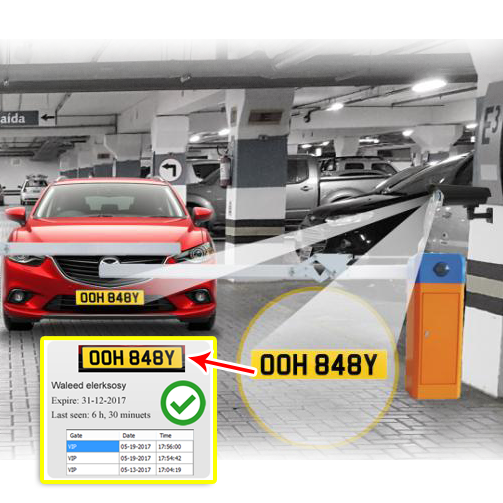 aída
E3
OOH 848Y
OOH 848Y
OOH 848Y
Waleed elerksosy
Expire: 31-12-2017
Last seen: 6 h, 30 minuets
Gate Date Time
VIP 05-19-2017 17:56:00
VIP 05-19-2017 17:54:42
VIP 05-13-2017 17:04:19